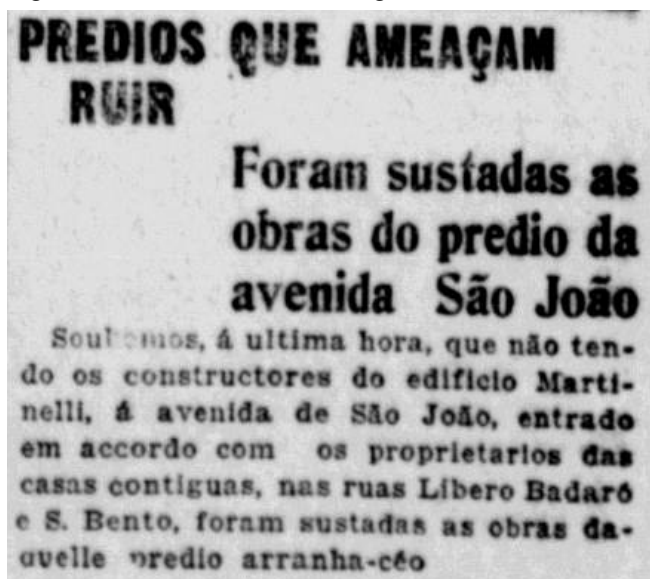 PREDIOS QUE AMEAÇAM
RUIR
Foram sustadas as
obras do predio da
avenida São João
Soubemos, á ultima hora, que não ten-
do os constructores do edificio Marti-
nelli, á avenida de São João, entrado
em accordo com os proprietarios das
casas contiguas, nas ruas Libero Badaró
e S. Bento, foram sustadas as obras da-
quelle predio arranha-céo